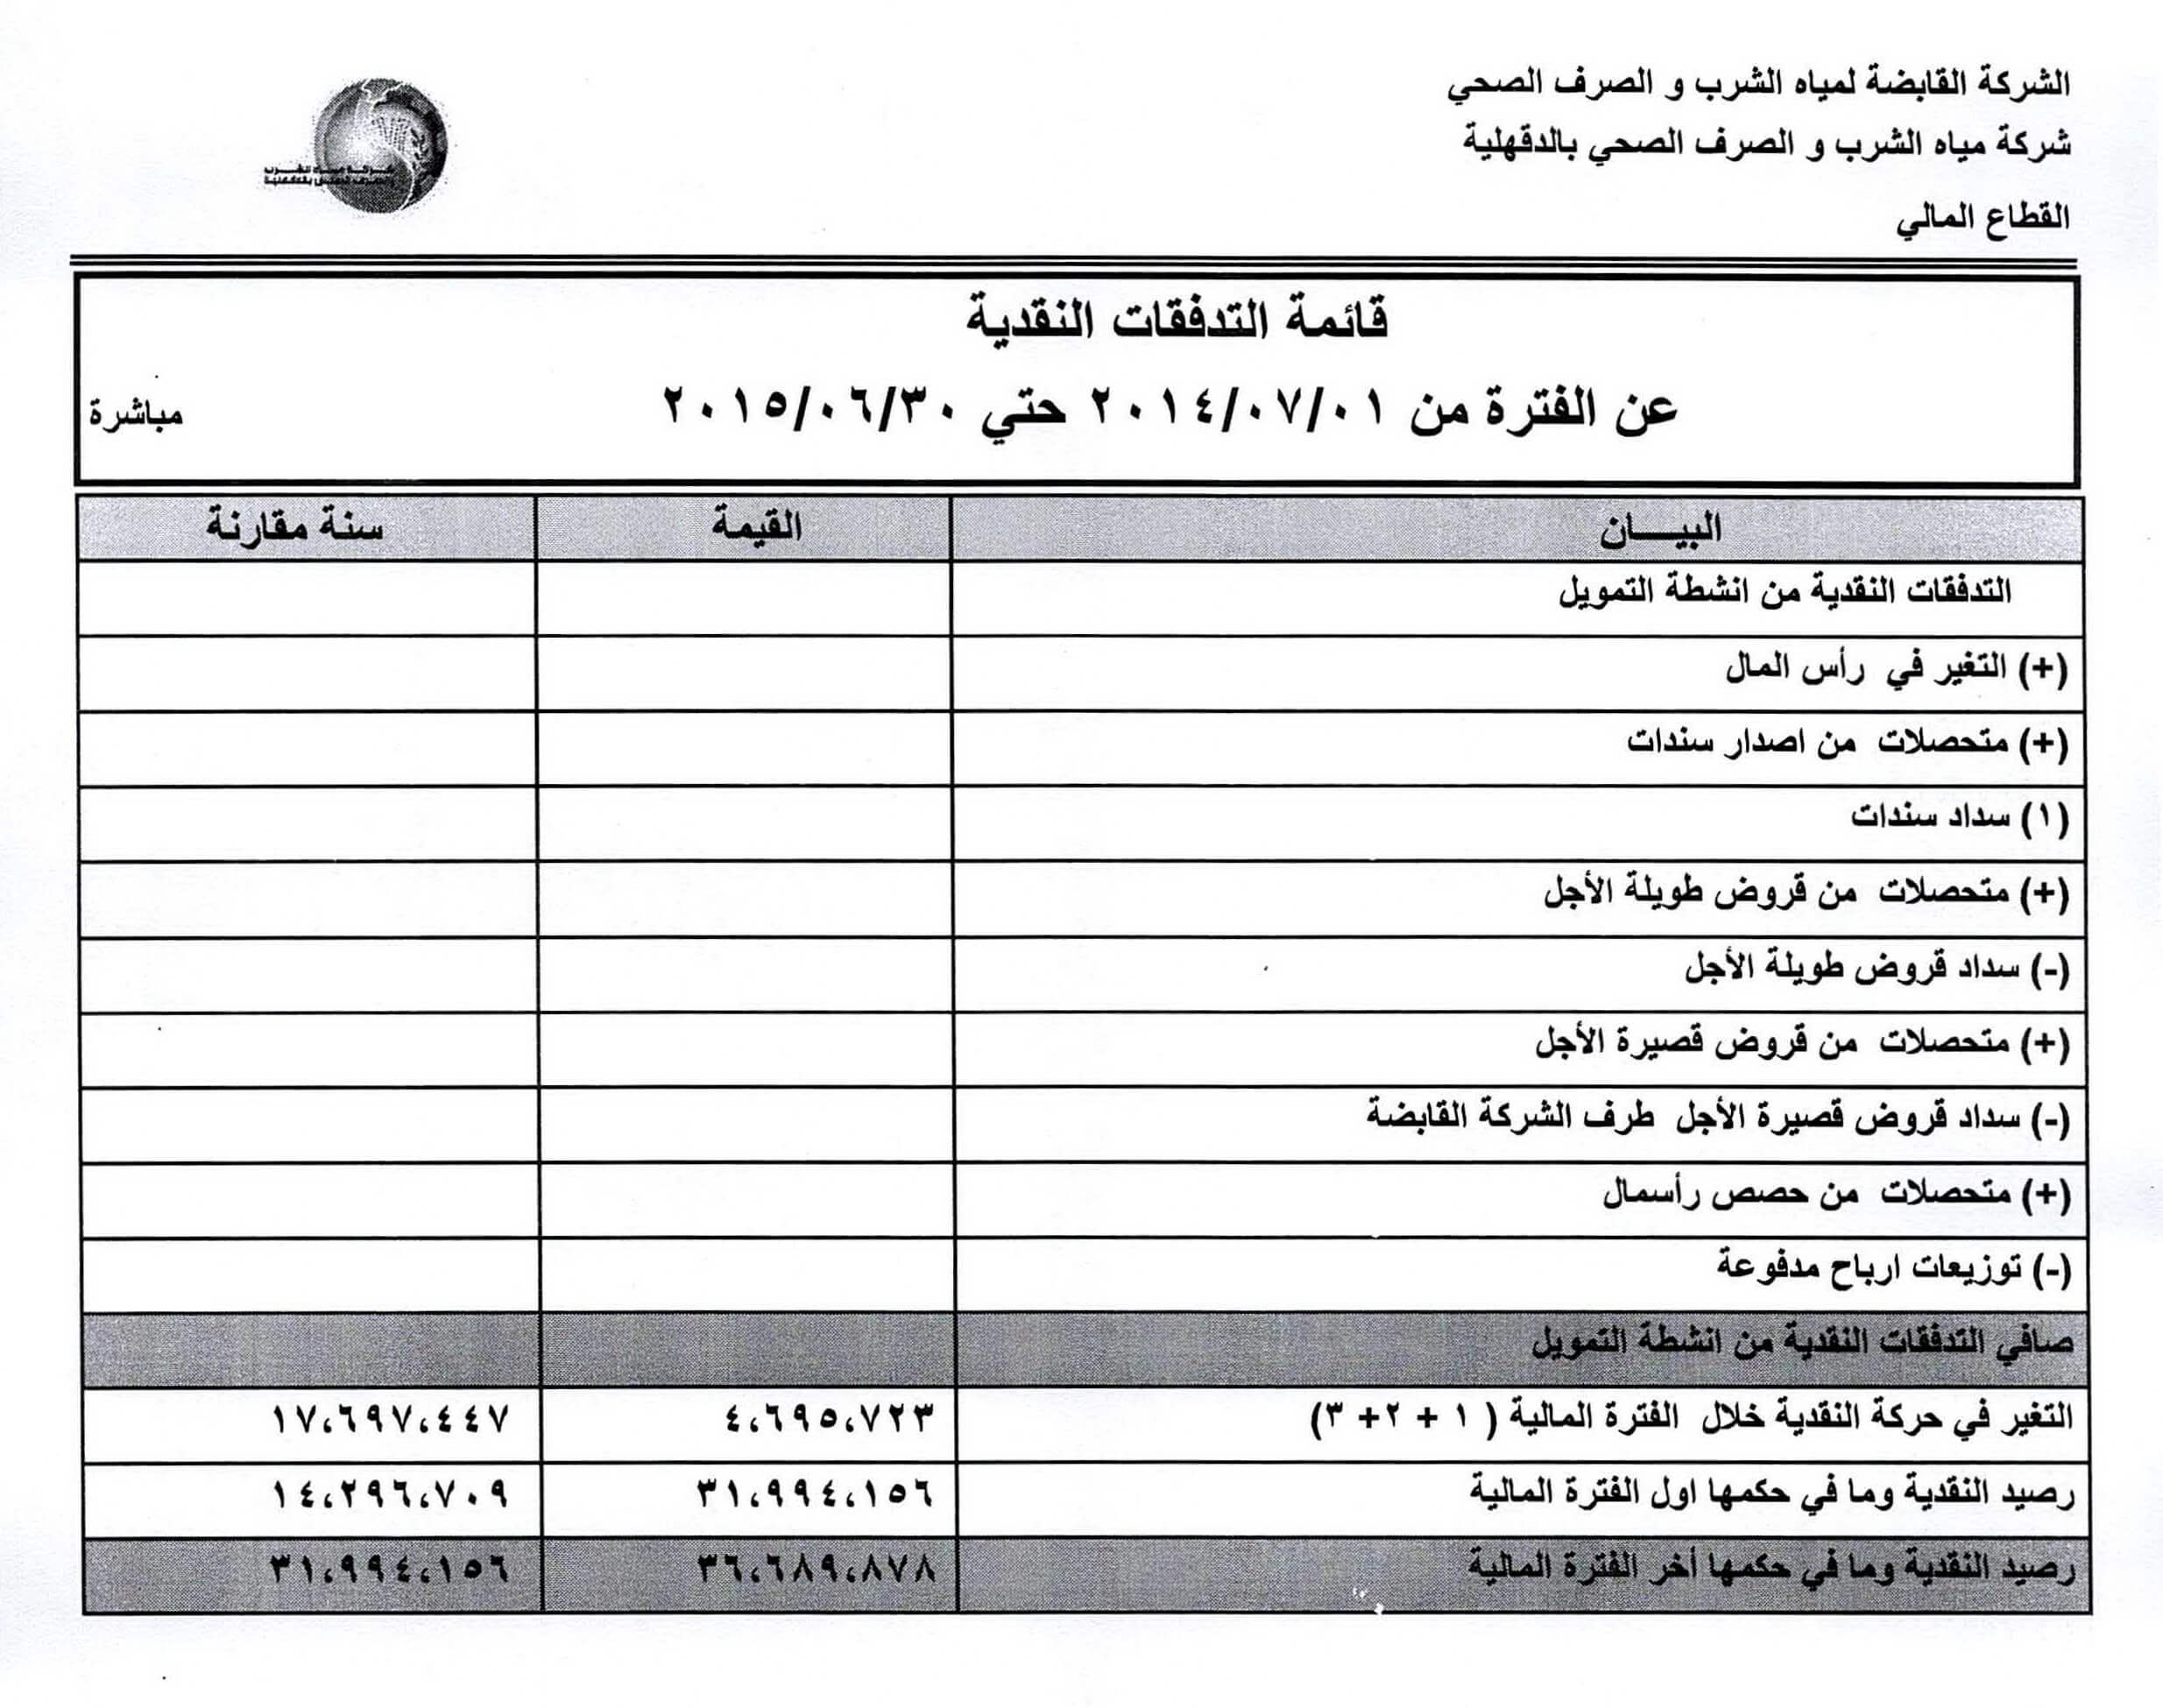 الشركة القابضة لمياه الشرب و الصرف الصحي
شركة مياه الشرب و الصرف الصحي بالدقهلية
القطاع المالي
شركة مياه الشرب
والصرف الصحى بالدقهلية
قائمة التدفقات النقدية
عن الفترة من ٢٠١٤/٠٧/٠١ حتي ٢٠١٥/٠٦/٣٠
مباشرة
البيـــان القيمة سنة مقارنة
التدفقات النقدية من انشطة التمويل
(+) التغير في رأس المال
(+) متحصلات من اصدار سندات
(١) سداد سندات
(+) متحصلات من قروض طويلة الأجل
(-) سداد قروض طويلة الأجل
(+) متحصلات من قروض قصيرة الأجل
(-) سداد قروض قصيرة الأجل طرف الشركة القابضة
(+) متحصلات من حصص رأسمال
(-) توزيعات ارباح مدفوعة
صافي التدفقات النقدية من انشطة التمويل
التغير في حركة النقدية خلال الفترة المالية ( ١ + ٢+ ٣) ٤،٦٩٥،٧٢٣ ١٧،٦٩٧،٤٤٧
رصيد النقدية وما في حكمها اول الفترة المالية ٣١،٩٩٤،١٥٦ ١٤،٢٩٦،٧٠٩
رصيد النقدية وما في حكمها أخر الفترة المالية ٣٦،٦٨٩،٨٧٨ ٣١،٩٩٤،١٥٦